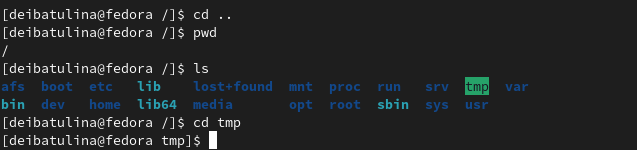 [deibatulina@fedora /]$ cd ..
[deibatulina@fedora /]$ pwd
/
[deibatulina@fedora /]$ ls
afs  boot  etc   lib    lost+found  mnt  proc  run   srv  tmp  var
bin  dev   home  lib64  media       opt  root  sbin  sys  usr
[deibatulina@fedora /]$ cd tmp
[deibatulina@fedora tmp]$